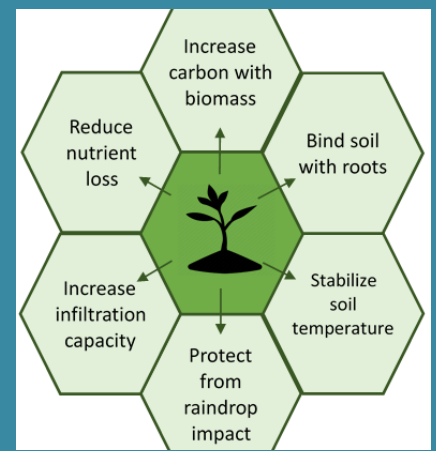 Increase
carbon with
biomass
Reduce
nutrient
loss
Bind soil
with roots
Increase
infiltration
capacity
Stabilize
soil
temperature
Protect
from
raindrop
impact